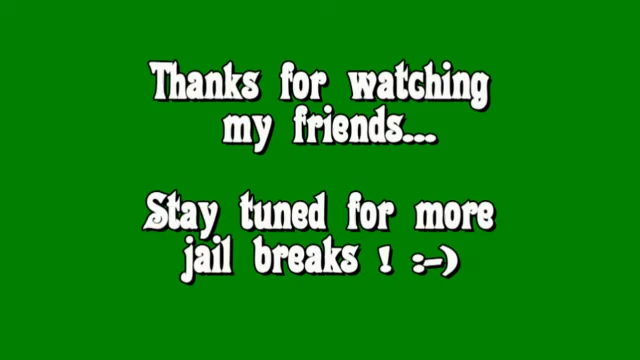 Thanks for watching
my friends...
Stay tuned for more
jail breaks ! :-)